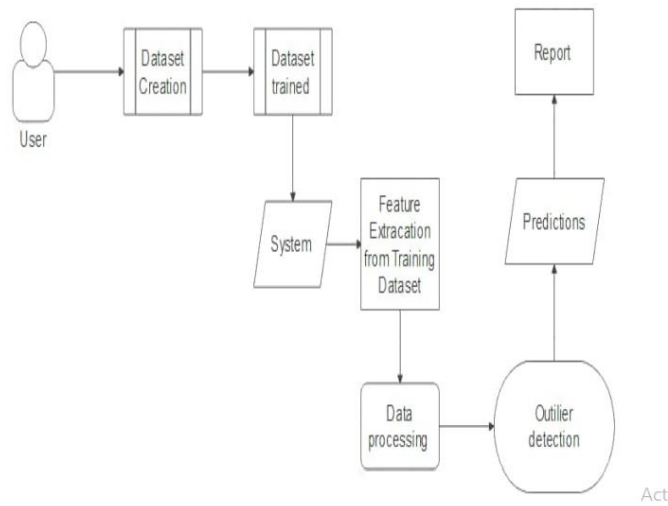 User
Dataset
Creation
Dataset
trained
System
Feature
Extracation
from Training
Dataset
Data
processing
Outilier
detection
Predictions
Report
Act